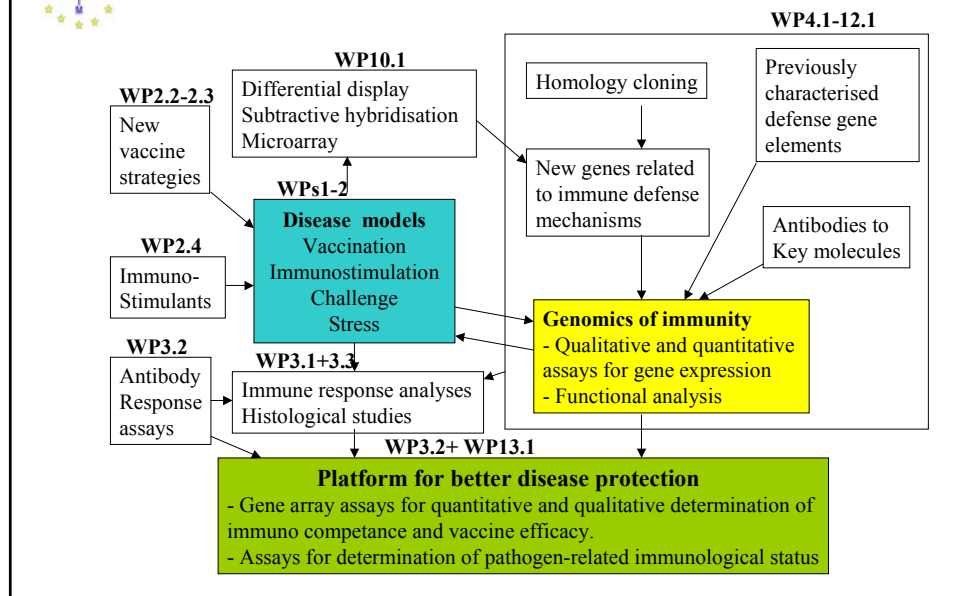 M
WP4.1-12.1
WP10.1
Differential display
Subtractive hybridisation
Microarray
Homology cloning
Previously
characterised
defense gene
elements
WP2.2-2.3
New
vaccine
strategies
New genes related
to immune defense
mechanisms
WPs1-2
Disease models
Vaccination
Immunostimulation
Challenge
Stress
Antibodies to
Key molecules
WP2.4
Immuno-
Stimulants
Genomics of immunity
- Qualitative and quantitative
assays for gene expression
- Functional analysis
WP3.2
Antibody
Response
assays
WP3.1+3.3
Immune response analyses
Histological studies
WP3.2+ WP13.1
Platform for better disease protection
- Gene array assays for quantitative and qualitative determination of
immuno competance and vaccine efficacy.
- Assays for determination of pathogen-related immunological status